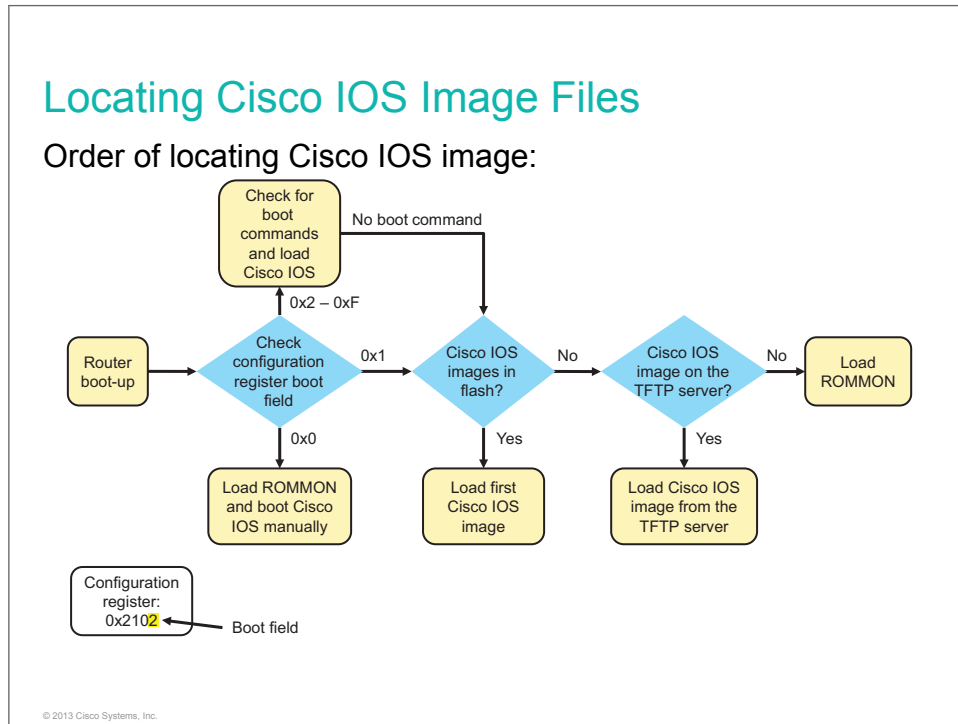 Locating Cisco IOS Image Files
Order of locating Cisco IOS image:
Check for
boot
commands
and load
Cisco IOS
No boot command
0x2 – 0xF
Router
boot-up
Check
configuration
register boot
field
0x1
Cisco IOS
images in
flash?
No
Cisco IOS
image on the
TFTP server?
No
Load
ROMMON
0x0
Yes
Yes
Load ROMMON
and boot Cisco
IOS manually
Load first
Cisco IOS
image
Load Cisco IOS
image from the
TFTP server
Configuration
register:
0x2102
Boot field
© 2013 Cisco Systems, Inc.